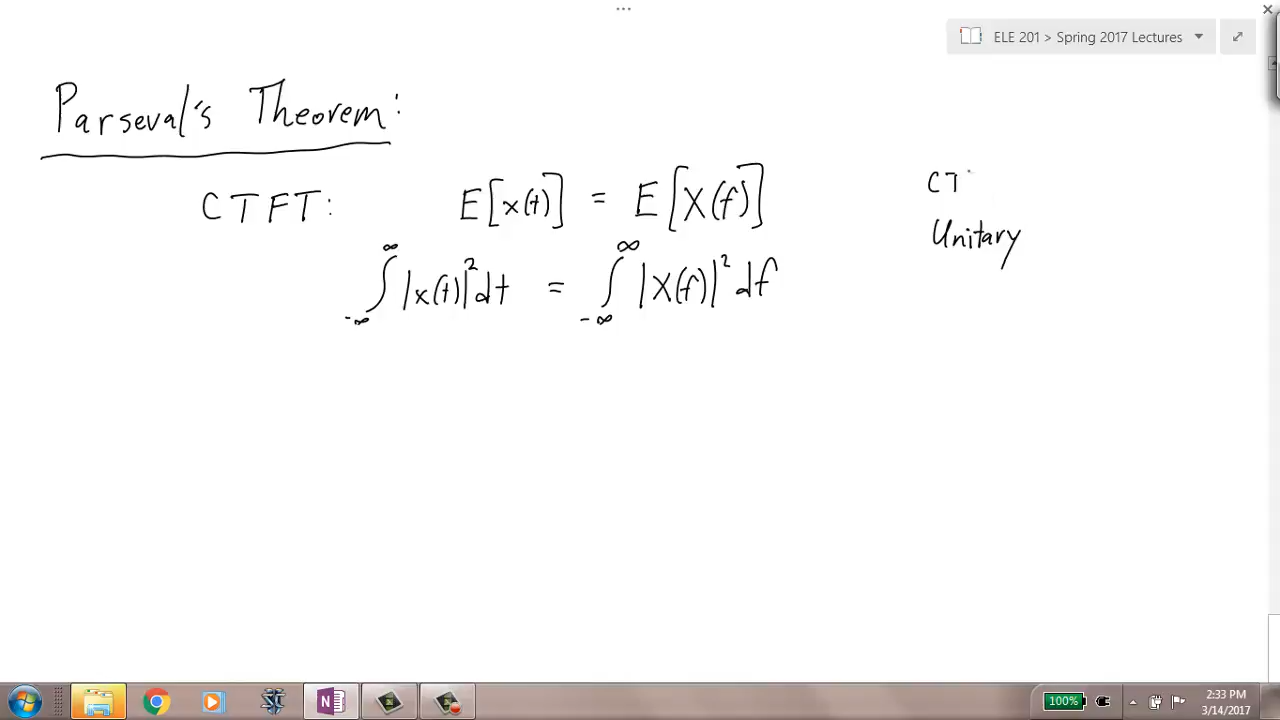 ELE 201 > Spring 2017 Lectures
Parseval's Theorem:
CTFT: E[x(t)] = E[X(f)]
CT
Unitary
∫_{-∞}^{∞} |x(t)|² dt = ∫_{-∞}^{∞} |X(f)|² df
100%
2:33 PM
3/14/2017